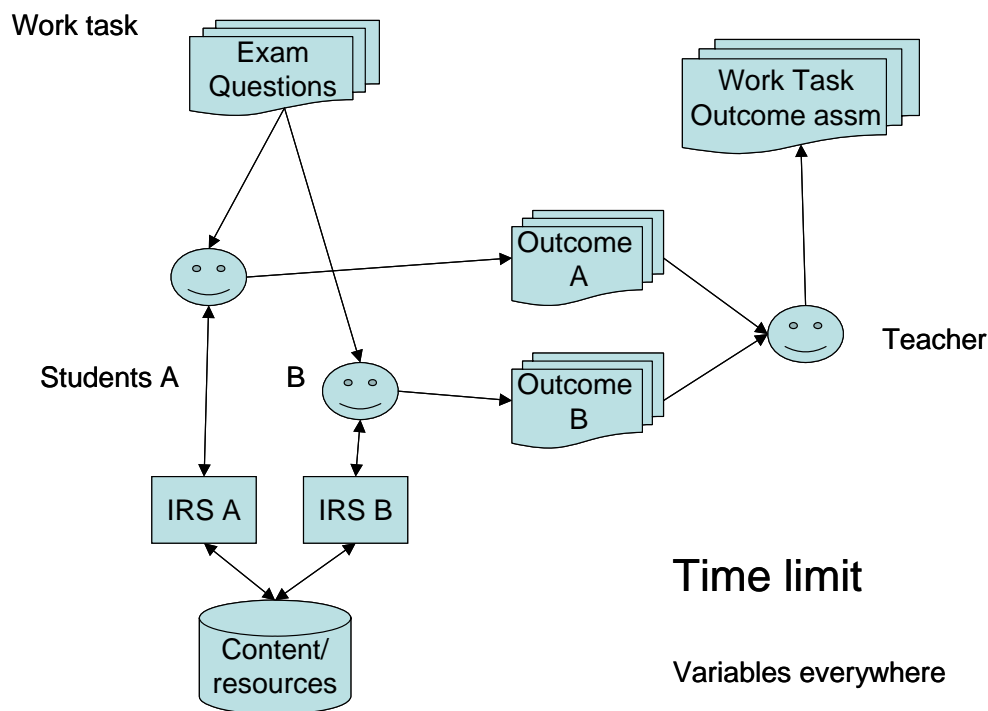 Work task
Exam
Questions
Work Task
Outcome assm
Outcome
A
Students A
B
Outcome
B
Teacher
IRS A
IRS B
Time limit
Content/
resources
Variables everywhere